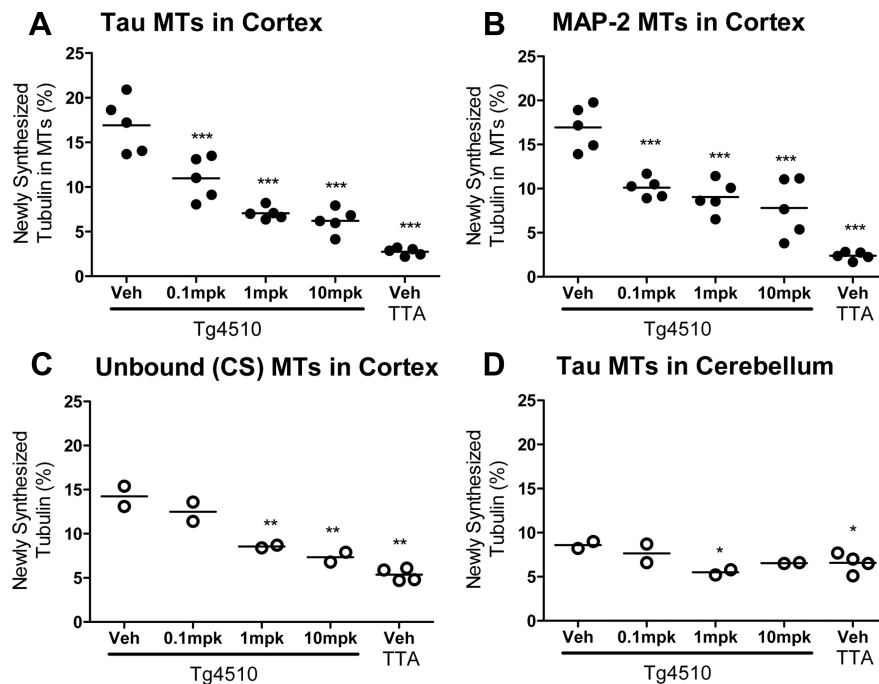 A Tau MTs in Cortex
Newly Synthesized
Tubulin in MTs (%)
25
20
15
10
5
0
***
***
***
***
Veh 0.1mpk 1mpk 10mpk Veh
Tg4510 TTA
B MAP-2 MTs in Cortex
Newly Synthesized
Tubulin in MTs (%)
25
20
15
10
5
0
***
***
***
***
Veh 0.1mpk 1mpk 10mpk Veh
Tg4510 TTA
C Unbound (CS) MTs in Cortex
Newly Synthesized
Tubulin (%)
25
20
15
10
5
0
**
**
**
Veh 0.1mpk 1mpk 10mpk Veh
Tg4510 TTA
D Tau MTs in Cerebellum
Newly Synthesized
Tubulin (%)
25
20
15
10
5
0
*
*
Veh 0.1mpk 1mpk 10mpk Veh
Tg4510 TTA